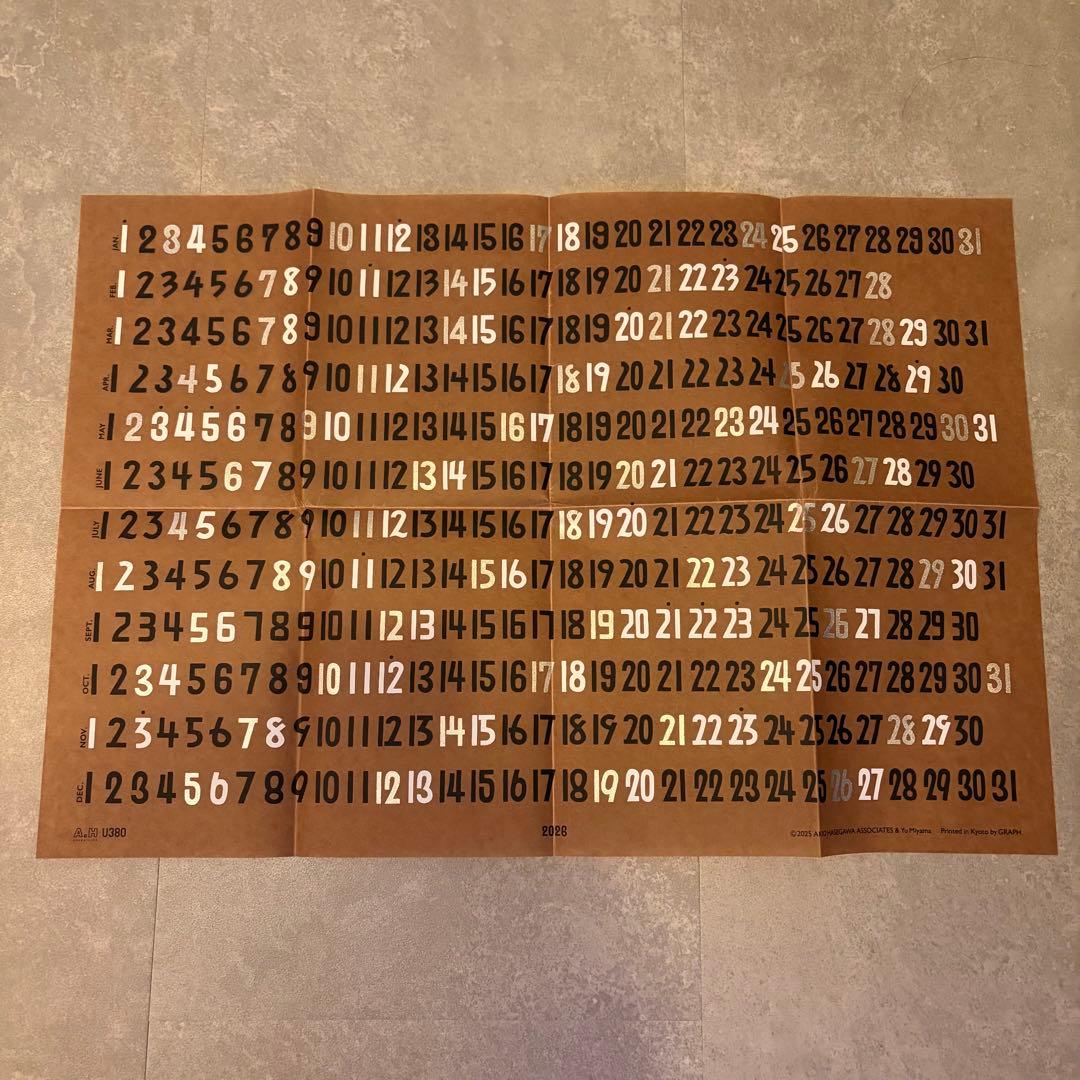 JAN. 1 2 3 4 5 6 7 8 9 10 11 12 13 14 15 16 17 18 19 20 21 22 23 24 25 26 27 28 29 30 31
FEB. 1 2 3 4 5 6 7 8 9 10 11 12 13 14 15 16 17 18 19 20 21 22 23 24 25 26 27 28
MAR. 1 2 3 4 5 6 7 8 9 10 11 12 13 14 15 16 17 18 19 20 21 22 23 24 25 26 27 28 29 30 31
APR. 1 2 3 4 5 6 7 8 9 10 11 12 13 14 15 16 17 18 19 20 21 22 23 24 25 26 27 28 29 30
MAY 1 2 3 4 5 6 7 8 9 10 11 12 13 14 15 16 17 18 19 20 21 22 23 24 25 26 27 28 29 30 31
JUNE 1 2 3 4 5 6 7 8 9 10 11 12 13 14 15 16 17 18 19 20 21 22 23 24 25 26 27 28 29 30
JULY 1 2 3 4 5 6 7 8 9 10 11 12 13 14 15 16 17 18 19 20 21 22 23 24 25 26 27 28 29 30 31
AUG. 1 2 3 4 5 6 7 8 9 10 11 12 13 14 15 16 17 18 19 20 21 22 23 24 25 26 27 28 29 30 31
SEPT. 1 2 3 4 5 6 7 8 9 10 11 12 13 14 15 16 17 18 19 20 21 22 23 24 25 26 27 28 29 30
OCT. 1 2 3 4 5 6 7 8 9 10 11 12 13 14 15 16 17 18 19 20 21 22 23 24 25 26 27 28 29 30 31
NOV. 1 2 3 4 5 6 7 8 9 10 11 12 13 14 15 16 17 18 19 20 21 22 23 24 25 26 27 28 29 30
DEC. 1 2 3 4 5 6 7 8 9 10 11 12 13 14 15 16 17 18 19 20 21 22 23 24 25 26 27 28 29 30 31
A.H U380 2026 ©2025 AKIO HASEGAWA ASSOCIATES & Yu Miyama Printed in Kyoto by GRAPH